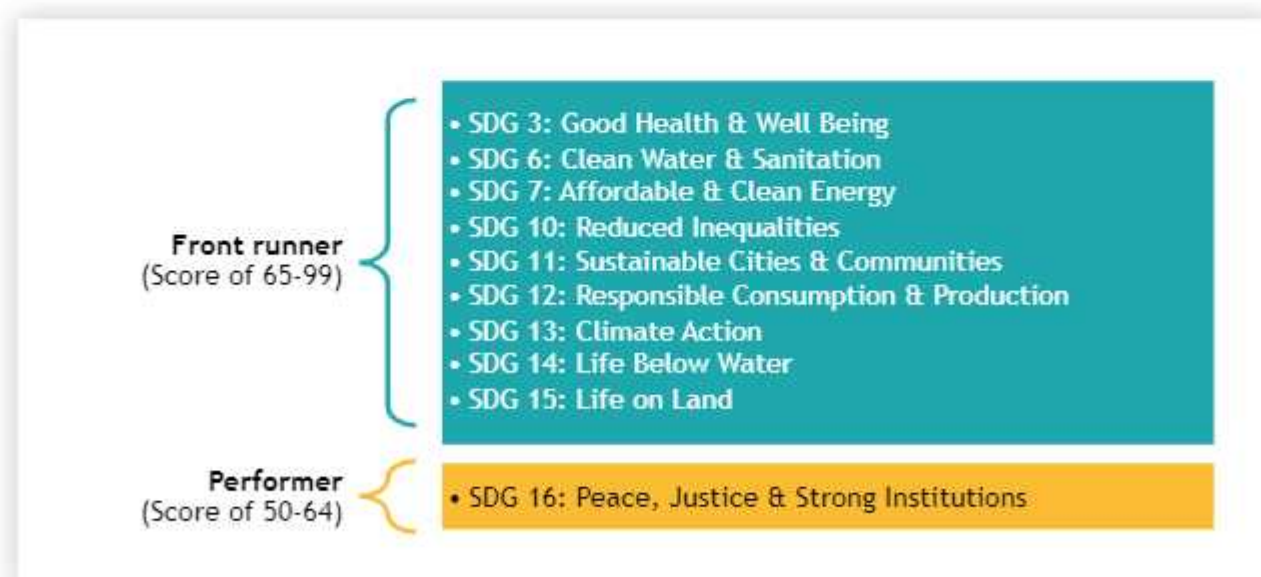 Front runner
(Score of 65-99)
• SDG 3: Good Health & Well Being
• SDG 6: Clean Water & Sanitation
• SDG 7: Affordable & Clean Energy
• SDG 10: Reduced Inequalities
• SDG 11: Sustainable Cities & Communities
• SDG 12: Responsible Consumption & Production
• SDG 13: Climate Action
• SDG 14: Life Below Water
• SDG 15: Life on Land
Performer
(Score of 50-64)
• SDG 16: Peace, Justice & Strong Institutions